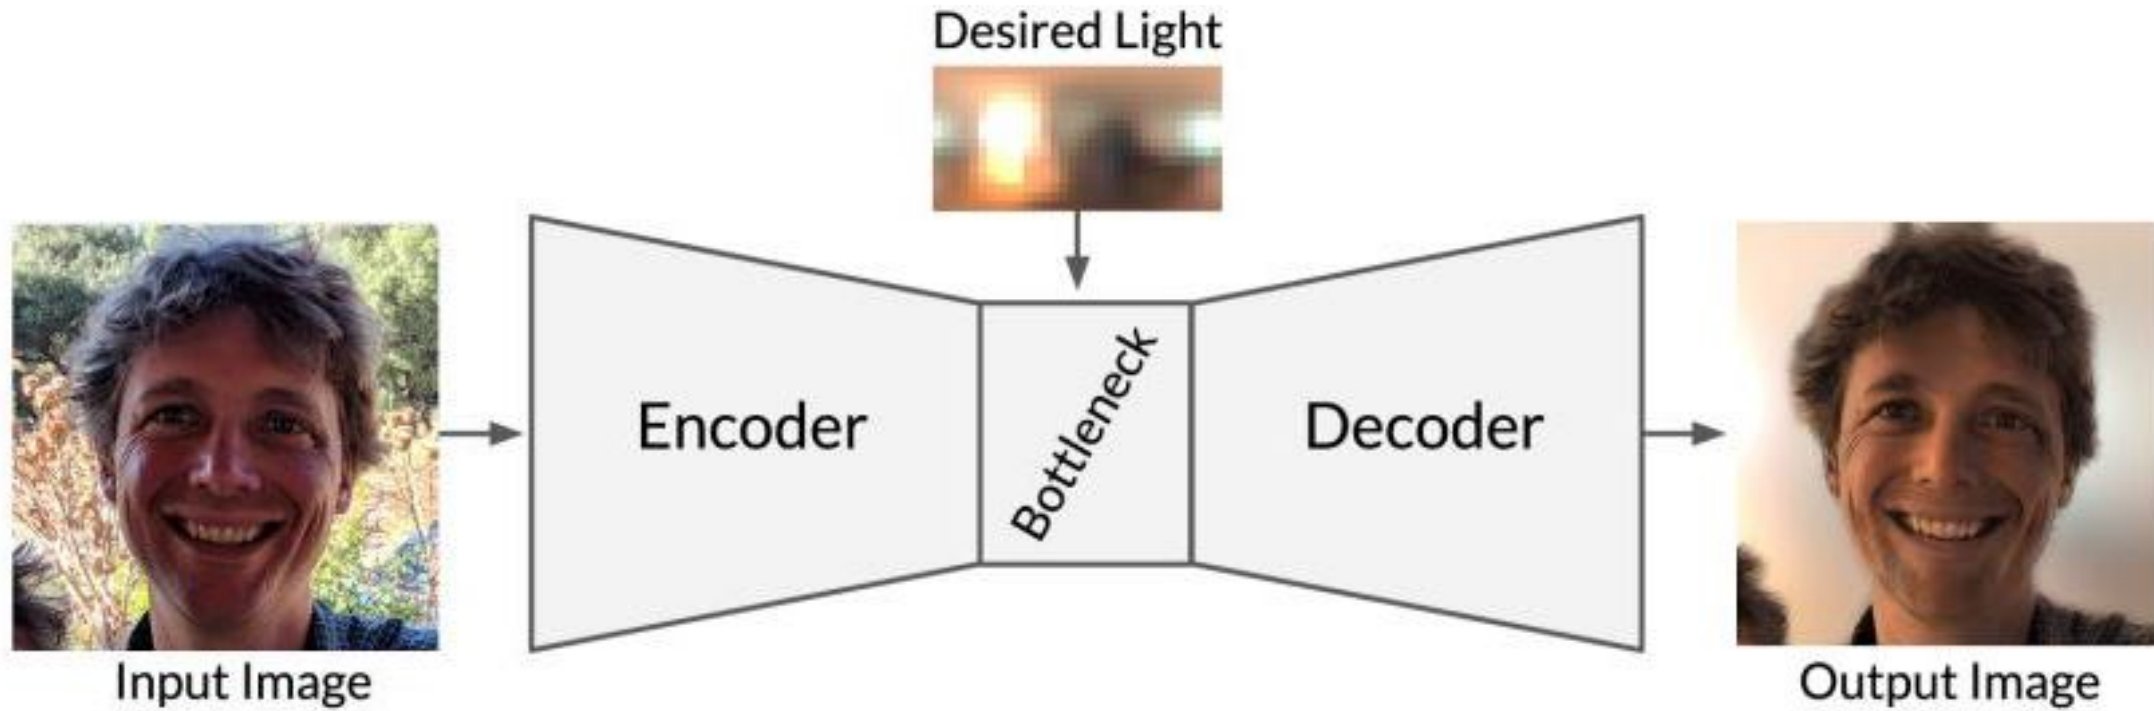 Desired Light
Encoder
Bottleneck
Decoder
Input Image
Output Image